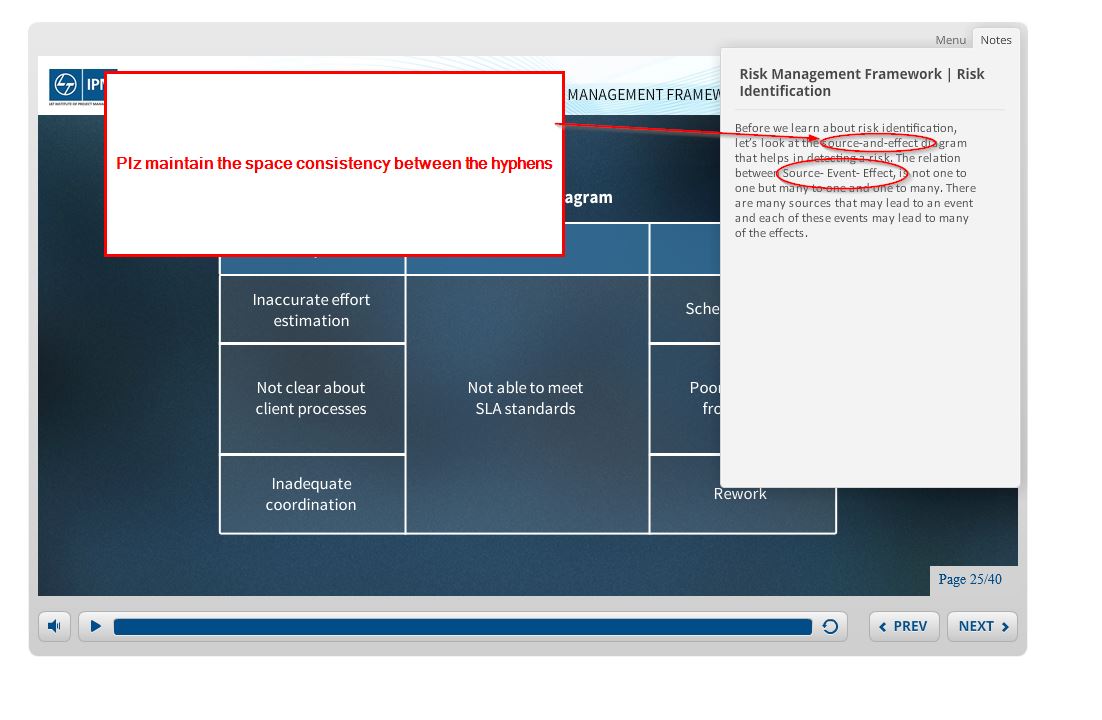 Menu Notes
IPM
MANAGEMENT FRAMEW
Plz maintain the space consistency between the hyphens
agram
Inaccurate effort
estimation
Not clear about
client processes
Inadequate
coordination
Not able to meet
SLA standards
Sche
Poor
fro
Rework
Risk Management Framework | Risk
Identification
Before we learn about risk identification,
let's look at the source-and-effect diagram
that helps in detecting a risk. The relation
between Source- Event- Effect, is not one to
one but many to one and one to many. There
are many sources that may lead to an event
and each of these events may lead to many
of the effects.
Page 25/40
PREV
NEXT